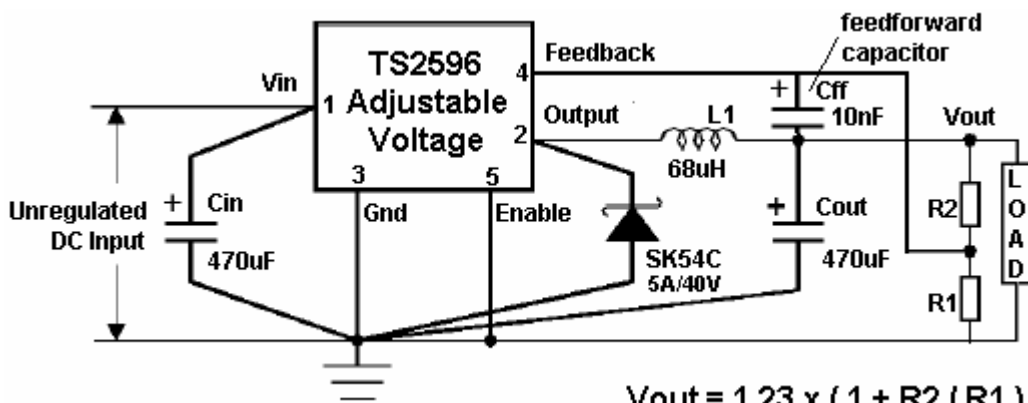 feedforward
capacitor
TS2596
Adjustable
Voltage
Feedback
4
Vin
1
+ Cff
10nF
Output
2
L1
68uH
Vout
3
5
Gnd
Enable
Unregulated
DC Input
+ Cin
470uF
SK54C
5A/40V
+ Cout
470uF
R2
R1
LOAD
Vout = 1.23 x ( 1 + R2 / R1 )